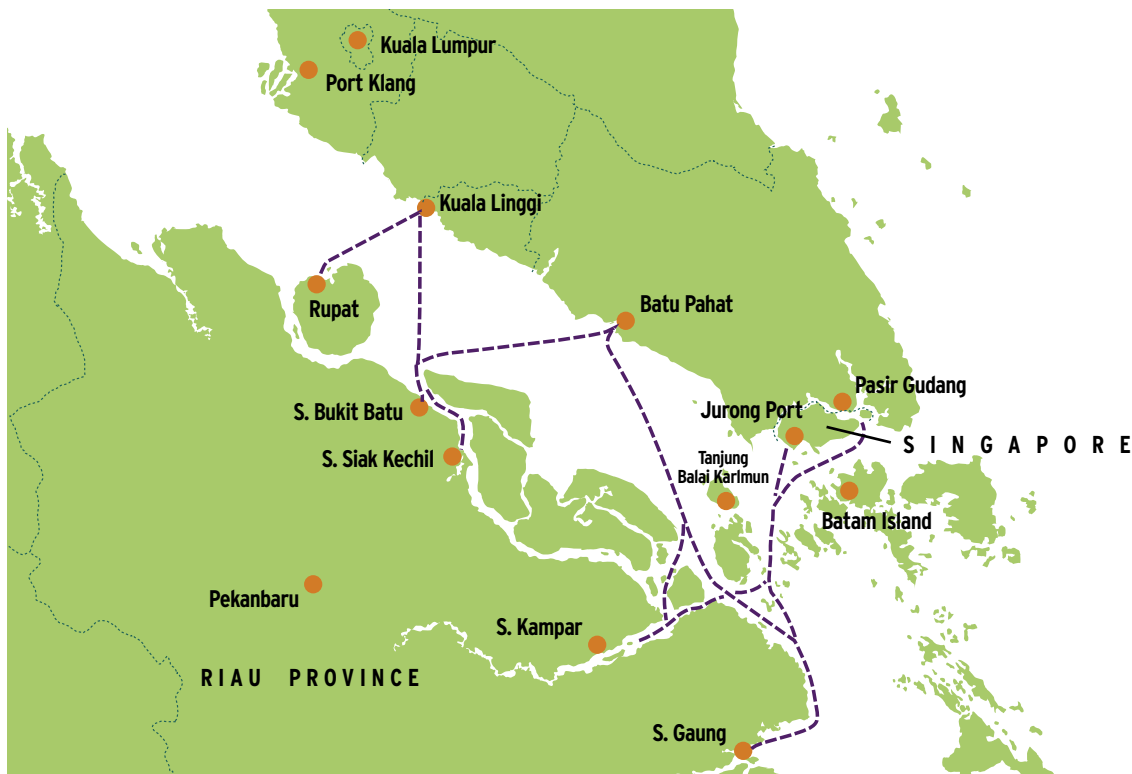 Kuala Lumpur
Port Klang
Kuala Linggi
Rupat
Batu Pahat
Pasir Gudang
S. Bukit Batu
Jurong Port
SINGAPORE
S. Siak Kechil
Tanjung
Balai KarImun
Batam Island
Pekanbaru
S. Kampar
RIAU PROVINCE
S. Gaung